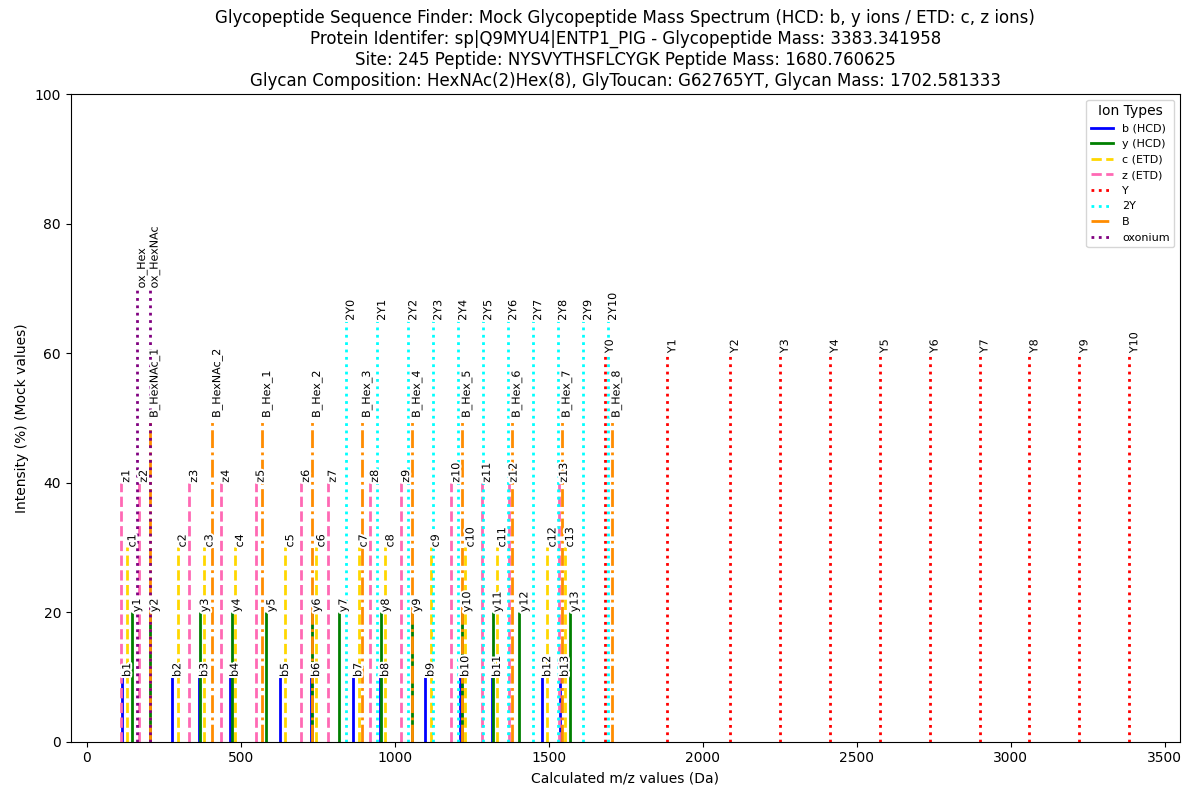 Glycopeptide Sequence Finder: Mock Glycopeptide Mass Spectrum (HCD: b, y ions / ETD: c, z ions)
Protein Identifer: sp|Q9MYU4|ENTP1_PIG - Glycopeptide Mass: 3383.341958
Site: 245 Peptide: NYSVYTHSFLCYGK Peptide Mass: 1680.760625
Glycan Composition: HexNAc(2)Hex(8), GlyToucan: G62765YT, Glycan Mass: 1702.581333
Intensity (%) (Mock values)
100
80
60
40
20
0
Ion Types
b (HCD)
y (HCD)
c (ETD)
z (ETD)
Y
2Y
B
oxonium
ox_Hex
ox_HexNAc
2Y0
2Y1
2Y2
2Y3
2Y4
2Y5
2Y6
2Y7
2Y8
2Y9
2Y10
Y0
Y1
Y2
Y3
Y4
Y5
Y6
Y7
Y8
Y9
Y10
B_HexNAc_1
B_HexNAc_2
B_Hex_1
B_Hex_2
B_Hex_3
B_Hex_4
B_Hex_5
B_Hex_6
B_Hex_7
B_Hex_8
z1
z2
z3
z4
z5
z6
z7
z8
z9
z10
z11
z12
z13
c1
c2
c3
c4
c5
c6
c7
c8
c9
c10
c11
c12
c13
y1
y2
y3
y4
y5
y6
y7
y8
y9
y10
y11
y12
y13
b1
b2
b3
b4
b5
b6
b7
b8
b9
b10
b11
b12
b13
0
500
1000
1500
2000
2500
3000
3500
Calculated m/z values (Da)